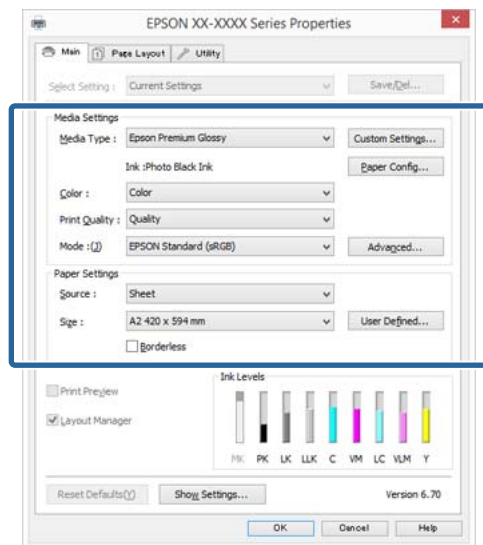 EPSON XX-XXXX Series Properties
Main Page Layout Utility
Select Setting : Current Settings Save/Del...
Media Settings
Media Type : Epson Premium Glossy Custom Settings...
Ink :Photo Black Ink Paper Config...
Color : Color
Print Quality : Quality
Mode :(J) EPSON Standard (sRGB) Advanced...
Paper Settings
Source : Sheet
Size : A2 420 x 594 mm User Defined...
Borderless
Print Preview
Layout Manager
Ink Levels
MK PK LK LLK C VM LC VLM Y
Reset Defaults(Y) Show Settings... Version 6.70
OK Cancel Help